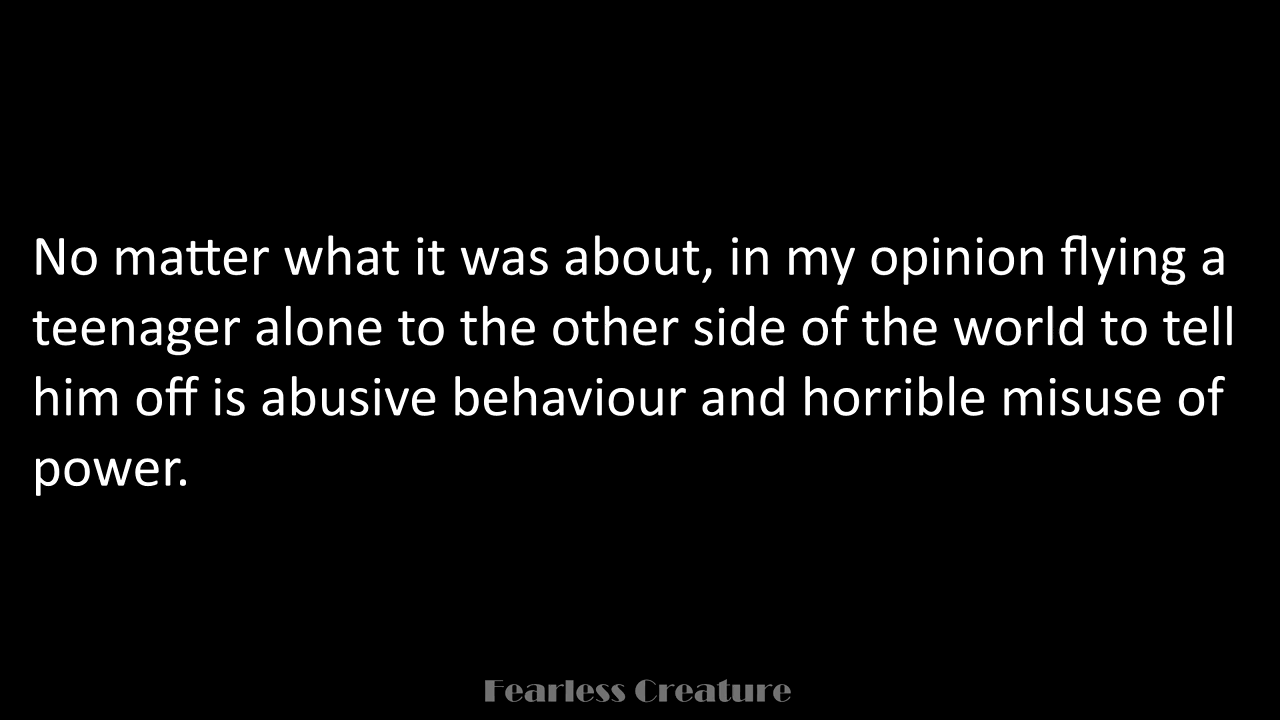 No matter what it was about, in my opinion flying a
teenager alone to the other side of the world to tell
him off is abusive behaviour and horrible misuse of
power.
Fearless Creature